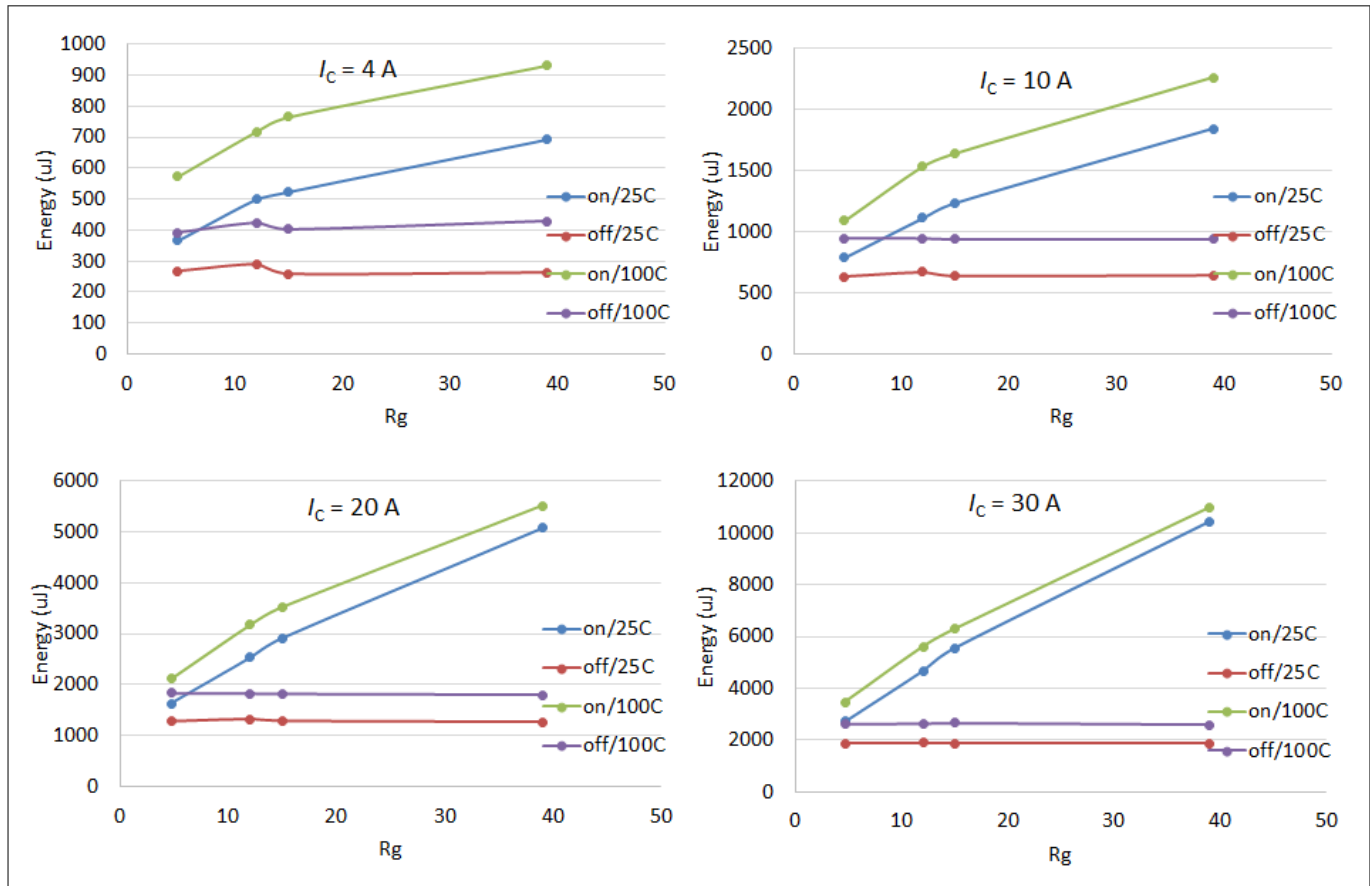 I_C = 4 A
Energy (uJ)
1000
900
800
700
600
500
400
300
200
100
0
0 10 20 30 40 50
Rg
on/25C
off/25C
on/100C
off/100C
I_C = 10 A
Energy (uJ)
2500
2000
1500
1000
500
0
0 10 20 30 40 50
Rg
on/25C
off/25C
on/100C
off/100C
I_C = 20 A
Energy (uJ)
6000
5000
4000
3000
2000
1000
0
0 10 20 30 40 50
Rg
on/25C
off/25C
on/100C
off/100C
I_C = 30 A
Energy (uJ)
12000
10000
8000
6000
4000
2000
0
0 10 20 30 40 50
Rg
on/25C
off/25C
on/100C
off/100C